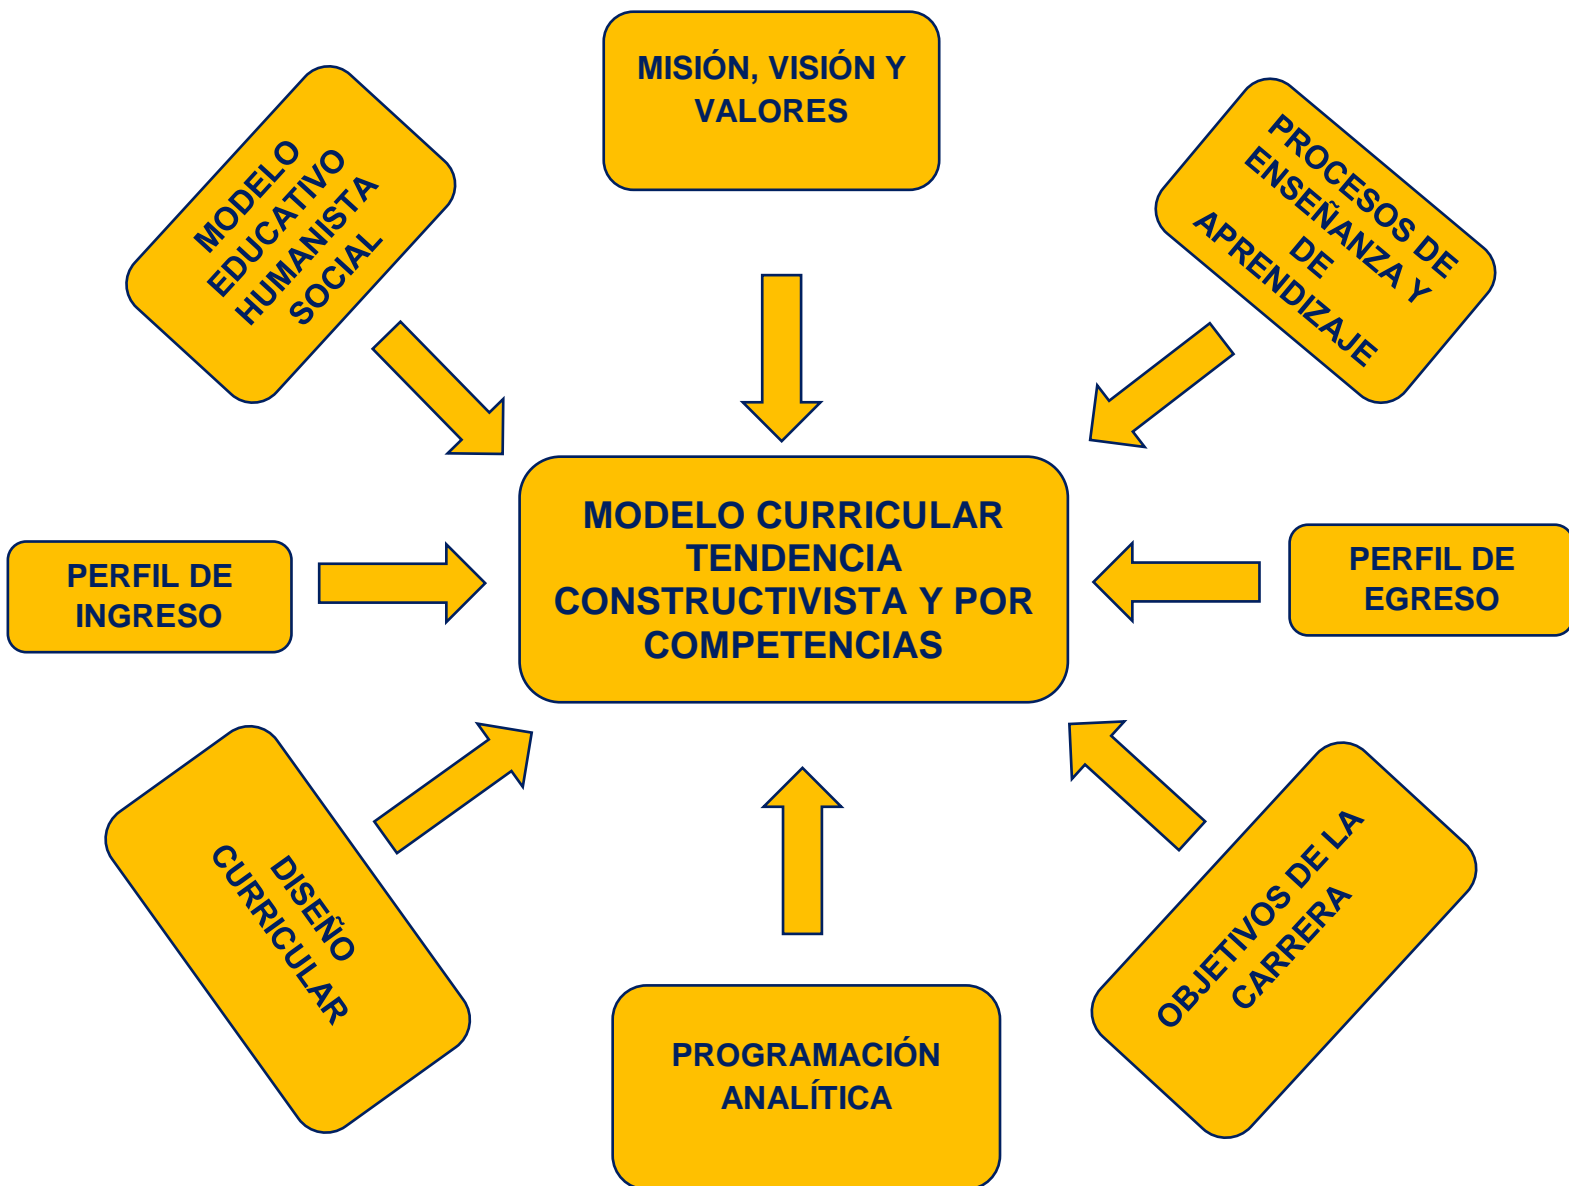 MISIÓN, VISIÓN Y
VALORES
MODELO
EDUCATIVO
HUMANISTA
SOCIAL
PROCESOS DE
ENSEÑANZA Y
DE
APRENDIZAJE
MODELO CURRICULAR
TENDENCIA
CONSTRUCTIVISTA Y POR
COMPETENCIAS
PERFIL DE
INGRESO
PERFIL DE
EGRESO
DISEÑO
CURRICULAR
PROGRAMACIÓN
ANALÍTICA
OBJETIVOS DE LA
CARRERA